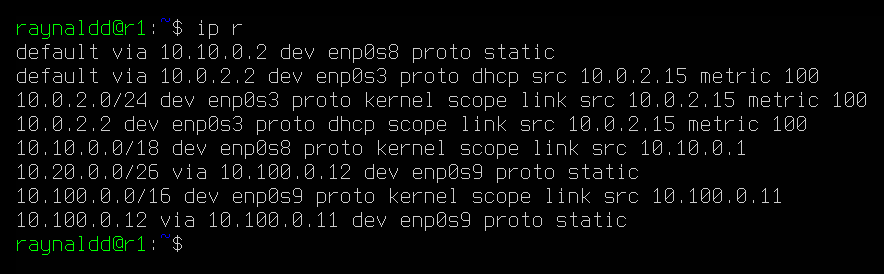 raynaldd@r1:~$ ip r
default via 10.10.0.2 dev enp0s8 proto static
default via 10.0.2.2 dev enp0s3 proto dhcp src 10.0.2.15 metric 100
10.0.2.0/24 dev enp0s3 proto kernel scope link src 10.0.2.15 metric 100
10.0.2.2 dev enp0s3 proto dhcp scope link src 10.0.2.15 metric 100
10.10.0.0/18 dev enp0s8 proto kernel scope link src 10.10.0.1
10.20.0.0/26 via 10.100.0.12 dev enp0s9 proto static
10.100.0.0/16 dev enp0s9 proto kernel scope link src 10.100.0.11
10.100.0.12 via 10.100.0.11 dev enp0s9 proto static
raynaldd@r1:~$